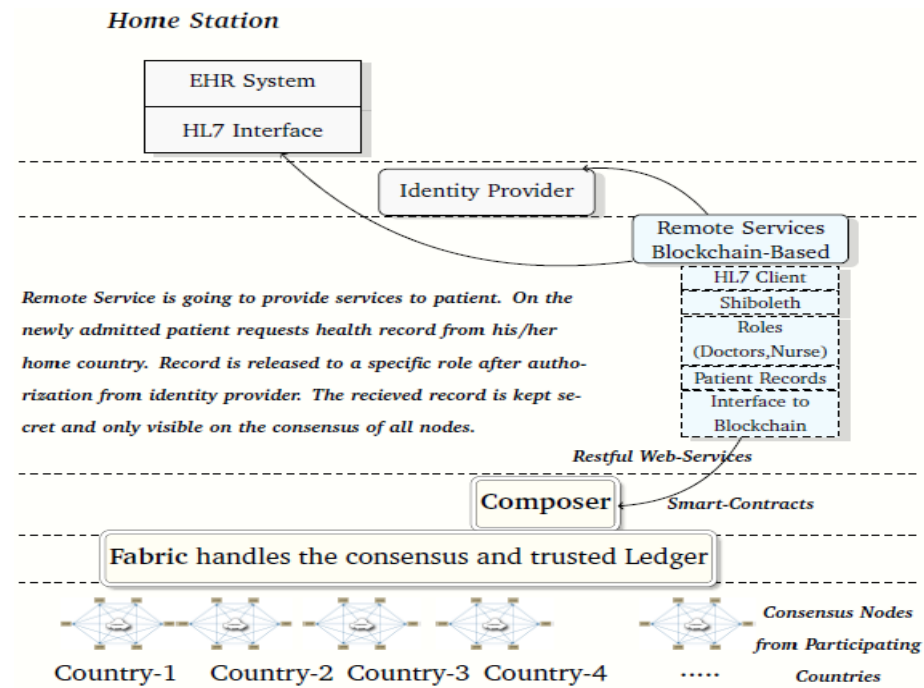 Home Station
EHR System
HL7 Interface
Identity Provider
Remote Services
Blockchain-Based
HL7 Client
Shiboleth
Roles
(Doctors,Nurse)
Patient Records
Interface to
Blockchain
Remote Service is going to provide services to patient. On the
newly admitted patient requests health record from his/her
home country. Record is released to a specific role after autho-
rization from identity provider. The recieved record is kept se-
cret and only visible on the consensus of all nodes.
Restful Web-Services
Composer
Smart-Contracts
Fabric handles the consensus and trusted Ledger
Consensus Nodes
from Participating
Countries
Country-1 Country-2 Country-3 Country-4 .....